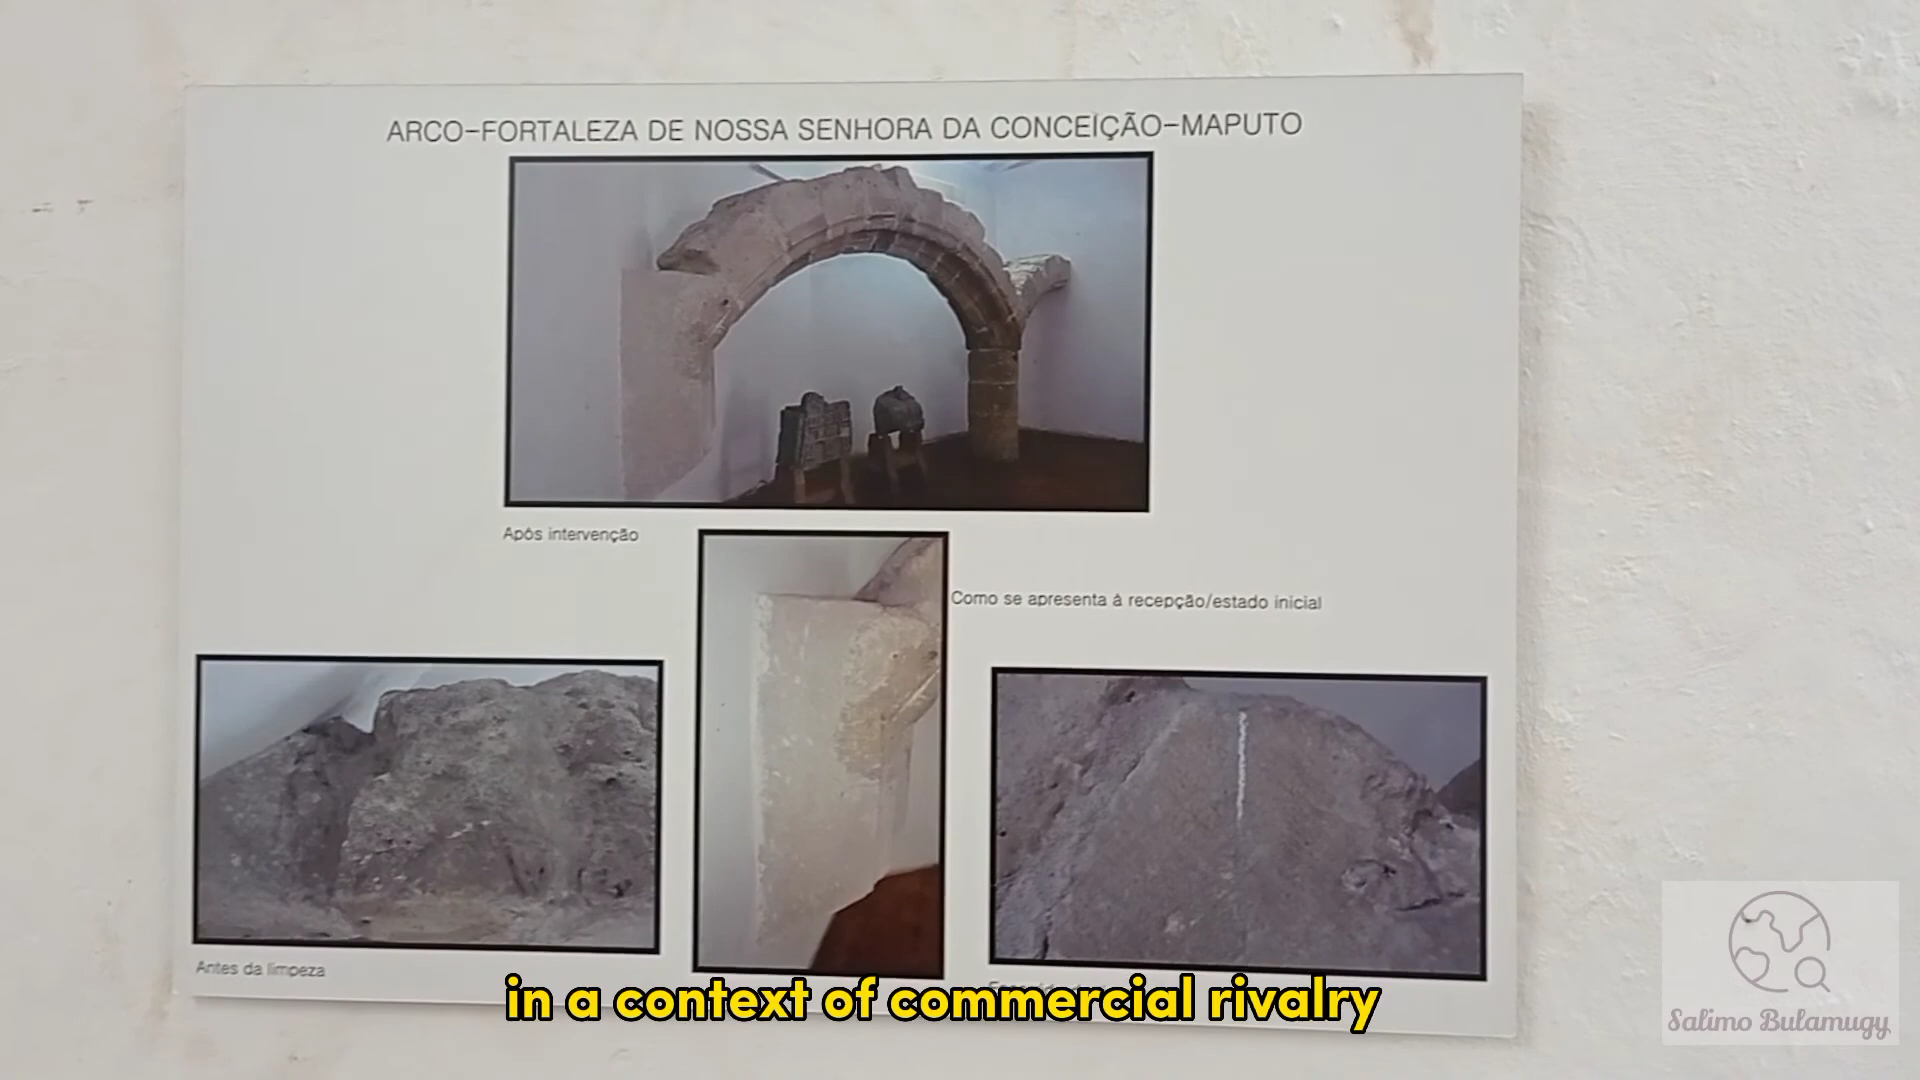 ARCO-FORTALEZA DE NOSSA SENHORA DA CONCEIÇÃO-MAPUTO
Após intervenção
Como se apresenta à recepção/estado inicial
Antes da limpeza
in a context of commercial rivalry
Salimo Bulamugy